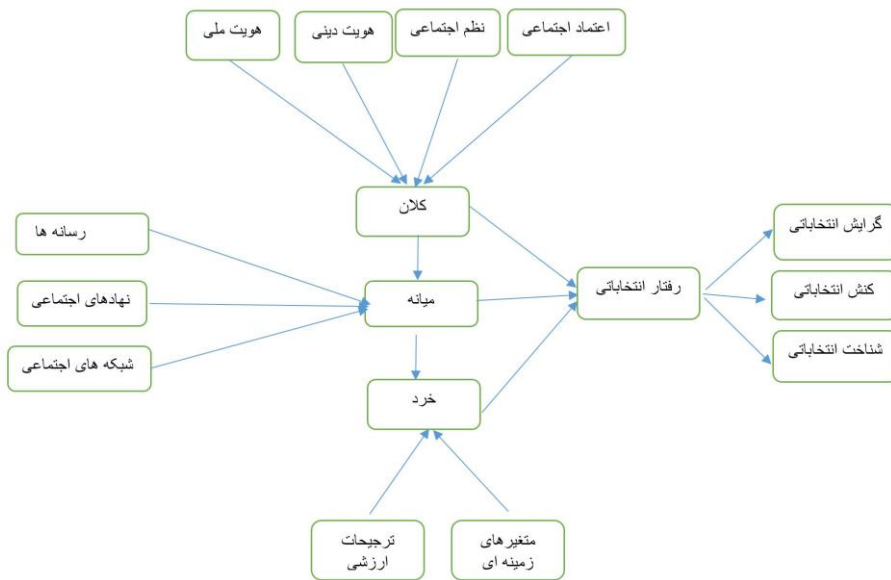 اعتماد اجتماعی
نظم اجتماعی
هویت دینی
هویت ملی
کلان
گرایش انتخاباتی
رسانه ها
رفتار انتخاباتی
میانه
کنش انتخاباتی
نهادهای اجتماعی
شناخت انتخاباتی
شبکه های اجتماعی
خرد
متغیرهای
زمینه ای
ترجیحات
ارزشی